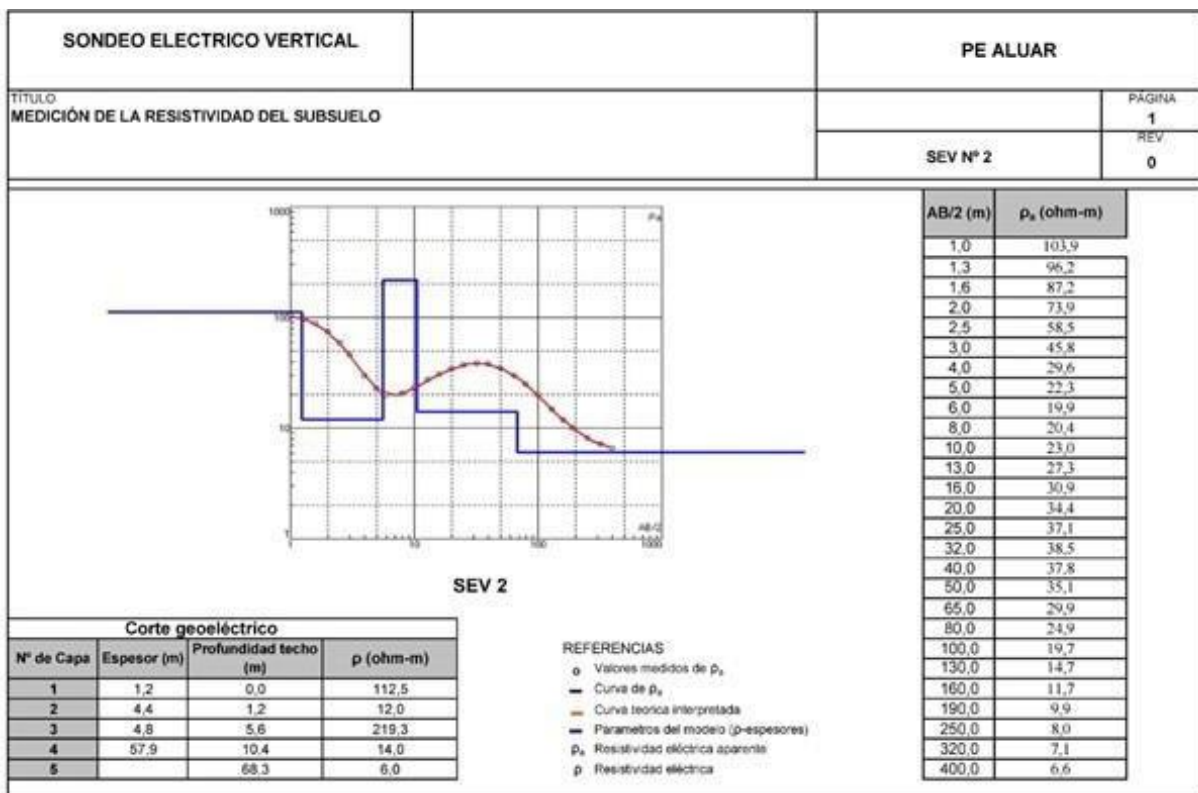 SONDEO ELECTRICO VERTICAL
PE ALUAR
TÍTULO
MEDICIÓN DE LA RESISTIVIDAD DEL SUBSUELO
PÁGINA
1
SEV Nº 2
REV.
0
1000
ρₐ
100
10
1
1 10 100 1000
AB/2
SEV 2
AB/2 (m) ρₐ (ohm-m)
1,0 103,9
1,3 96,2
1,6 87,2
2,0 73,9
2,5 58,5
3,0 45,8
4,0 29,6
5,0 22,3
6,0 19,9
8,0 20,4
10,0 23,0
13,0 27,3
16,0 30,9
20,0 34,4
25,0 37,1
32,0 38,5
40,0 37,8
50,0 35,1
65,0 29,9
80,0 24,9
100,0 19,7
130,0 14,7
160,0 11,7
190,0 9,9
250,0 8,0
320,0 7,1
400,0 6,6
Corte geoeléctrico
Nº de Capa Espesor (m) Profundidad techo (m) ρ (ohm-m)
1 1,2 0,0 112,5
2 4,4 1,2 12,0
3 4,8 5,6 219,3
4 57,9 10,4 14,0
5 68,3 6,0
REFERENCIAS
o Valores medidos de ρₐ
Curva de ρₐ
Curva teorica interpretada
Parametros del modelo (ρ-espesores)
ρₐ Resistividad eléctrica aparente
ρ Resistividad eléctrica